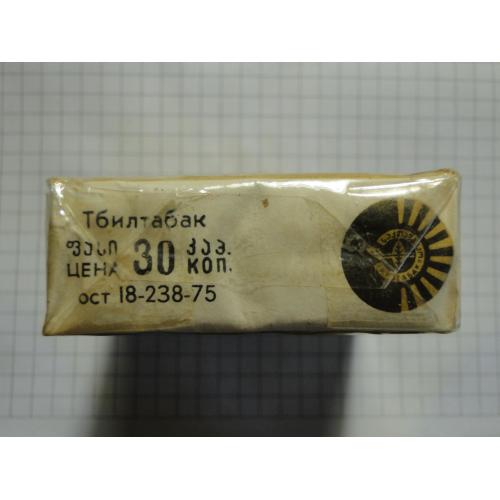 Тбилтабак
ფასი 30 კაპ.
ЦЕНА КОП.
ост 18-238-75